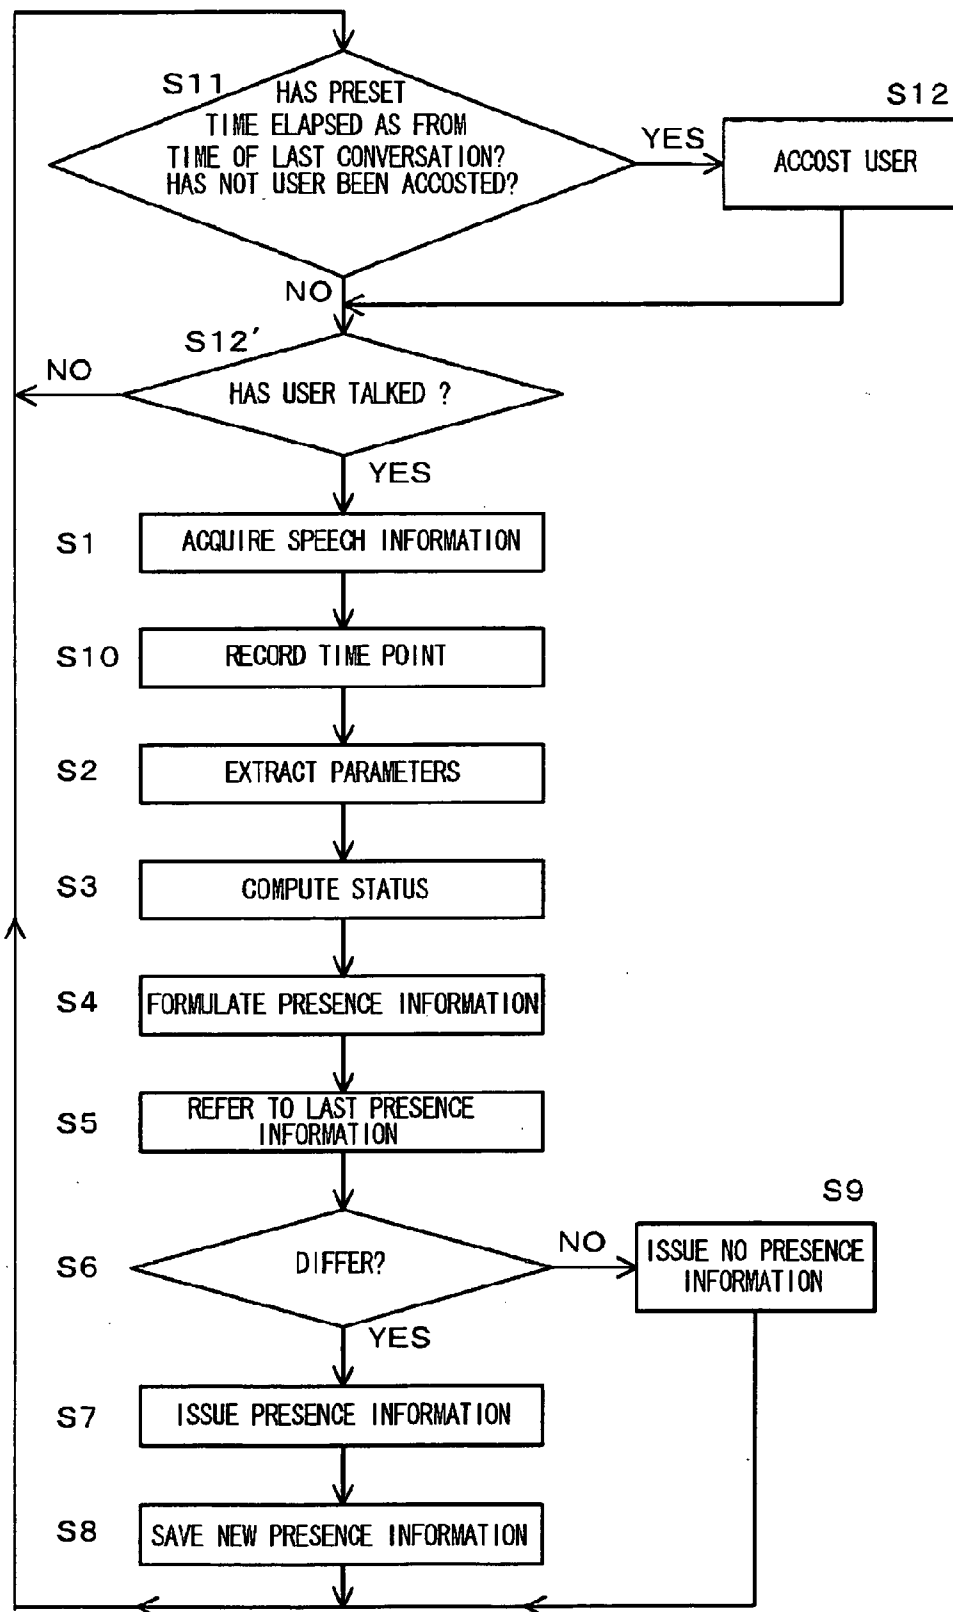 S11
HAS PRESET
TIME ELAPSED AS FROM
TIME OF LAST CONVERSATION?
HAS NOT USER BEEN ACCOSTED?
YES
S12
ACCOST USER
NO
S12'
NO
HAS USER TALKED ?
YES
S1
ACQUIRE SPEECH INFORMATION
S10
RECORD TIME POINT
S2
EXTRACT PARAMETERS
S3
COMPUTE STATUS
S4
FORMULATE PRESENCE INFORMATION
S5
REFER TO LAST PRESENCE
INFORMATION
S6
DIFFER?
NO
S9
ISSUE NO PRESENCE
INFORMATION
YES
S7
ISSUE PRESENCE INFORMATION
S8
SAVE NEW PRESENCE INFORMATION